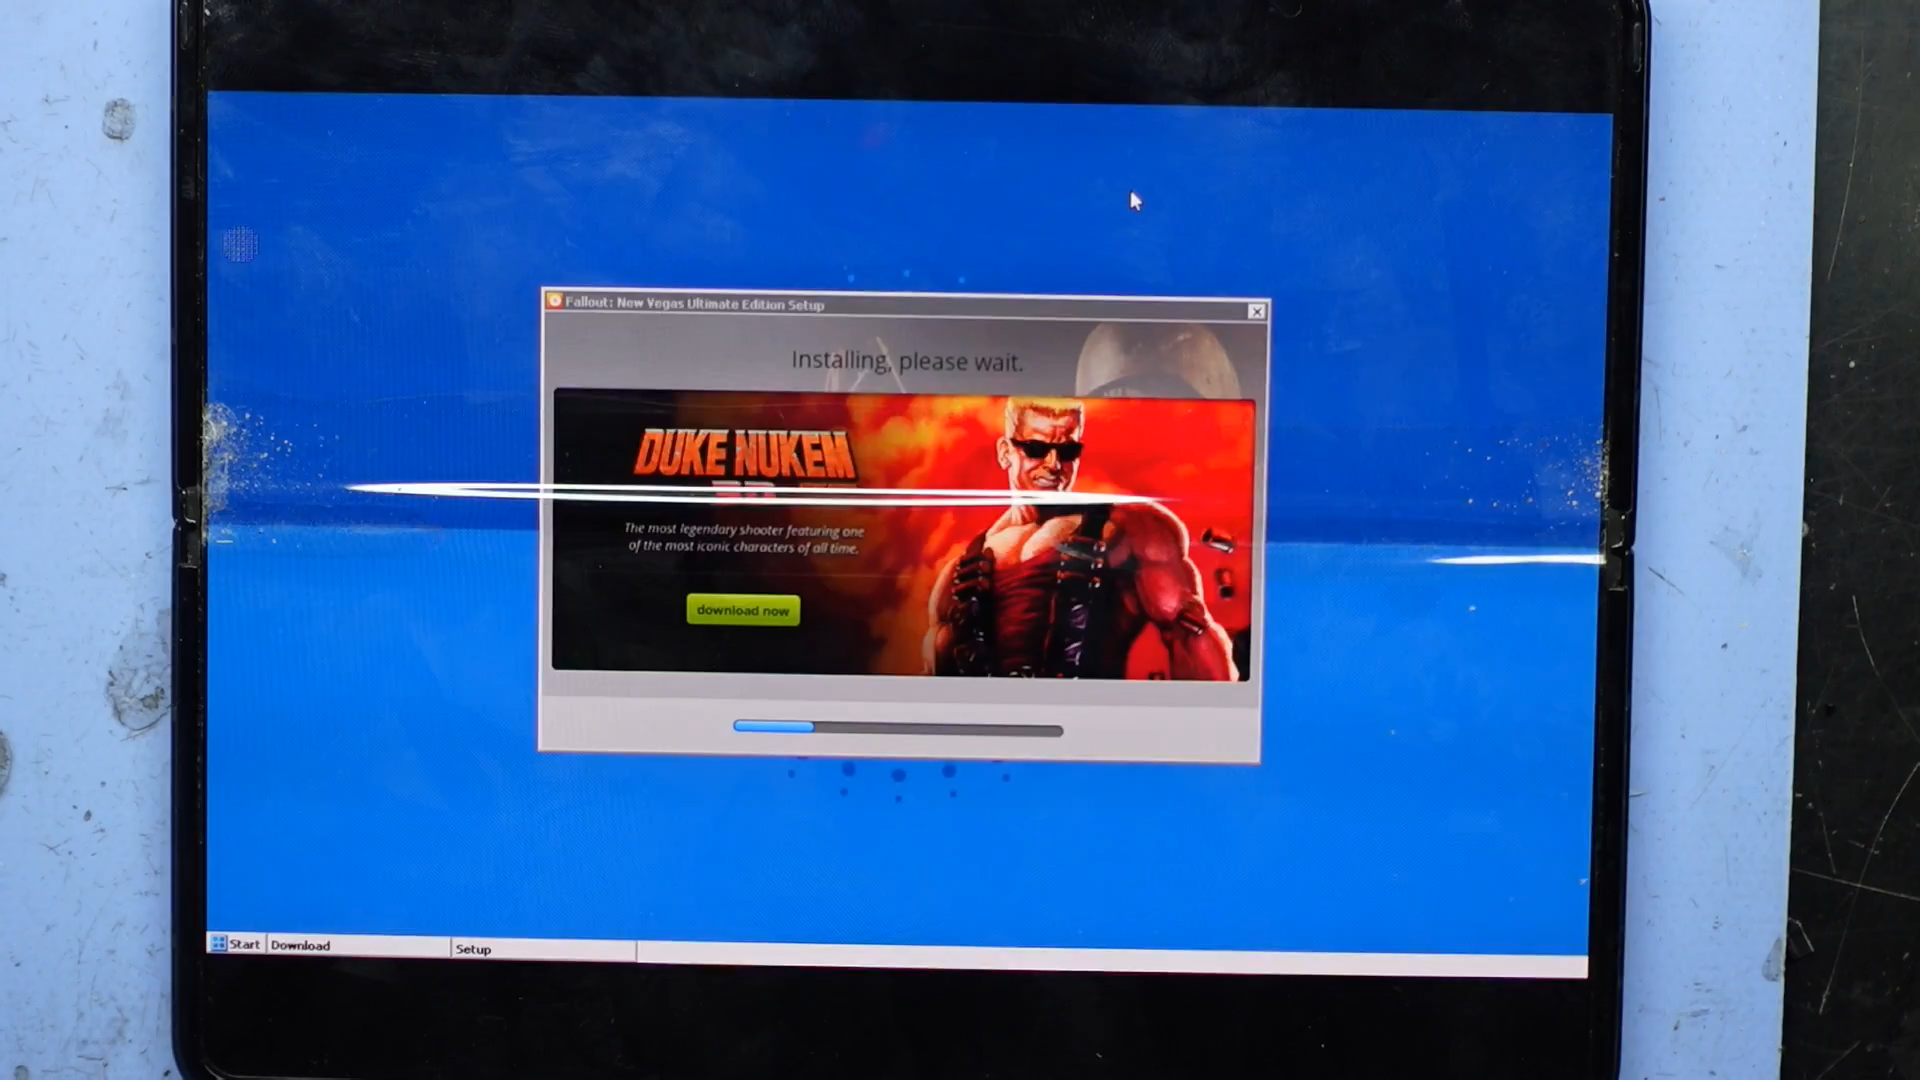 Fallout: New Vegas Ultimate Edition Setup
Installing, please wait.
DUKE NUKEM
The most legendary shooter featuring one
of the most iconic characters of all time.
download now
Start
Download
Setup